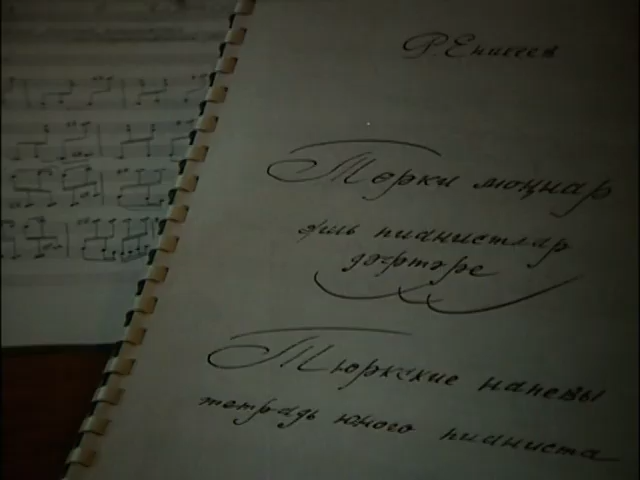 Р. Еникеев
Төрки моңнар
яшь пианистлар
дәфтәре
Тюркские напевы
тетрадь юного пианиста